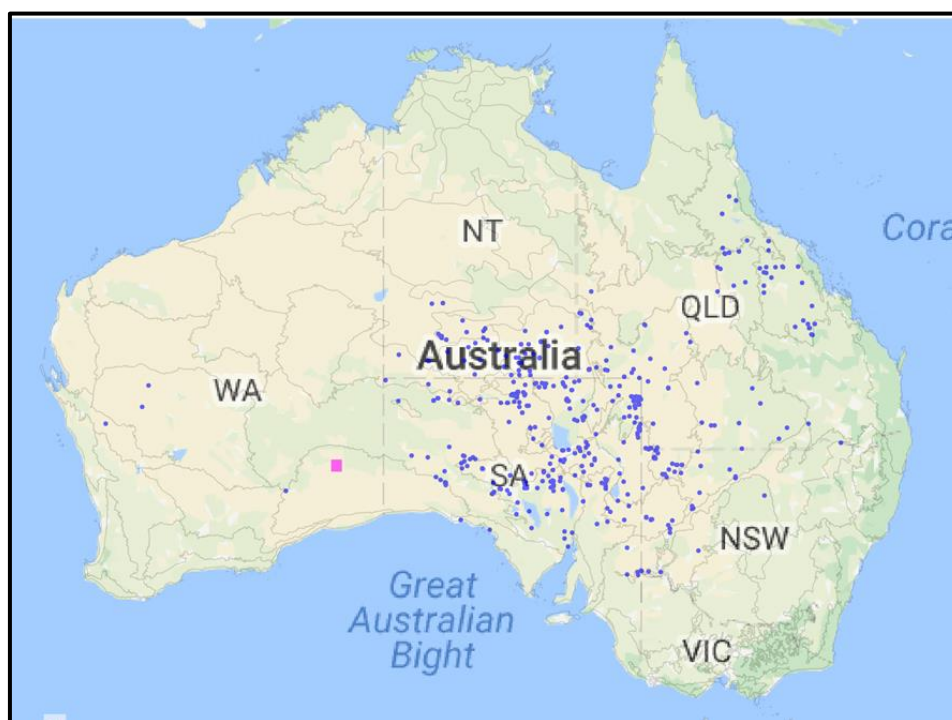 Cora
NT
QLD
Australia
WA
SA
NSW
Great
Australian
Bight
VIC